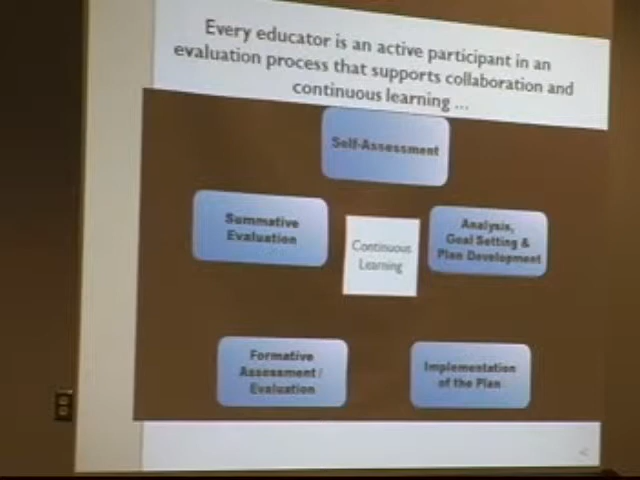 Every educator is an active participant in an
evaluation process that supports collaboration and
continuous learning ...
Self-Assessment
Summative
Evaluation
Continuous
Learning
Analysis,
Goal Setting &
Plan Development
Formative
Assessment /
Evaluation
Implementation
of the Plan